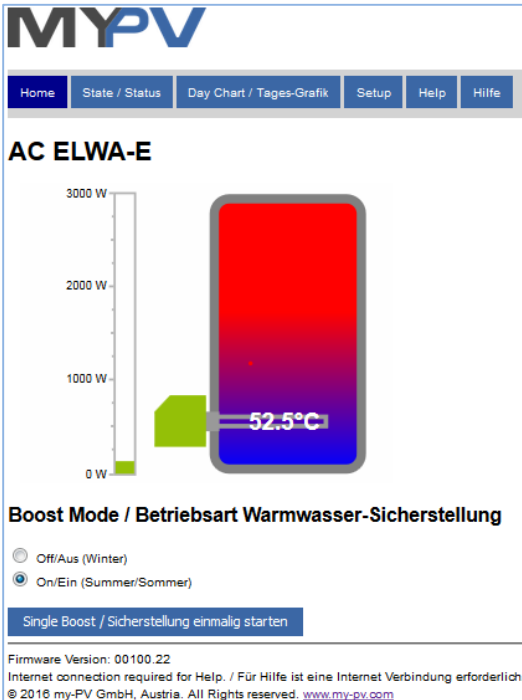 MYPV
Home State / Status Day Chart / Tages-Grafik Setup Help Hilfe
AC ELWA-E
3000 W
2000 W
1000 W
52.5°C
0 W
Boost Mode / Betriebsart Warmwasser-Sicherstellung
Off/Aus (Winter)
On/Ein (Summer/Sommer)
Single Boost / Sicherstellung einmalig starten
Firmware Version: 00100.22
Internet connection required for Help. / Für Hilfe ist eine Internet Verbindung erforderlich
© 2016 my-PV GmbH, Austria. All Rights reserved. www.my-pv.com